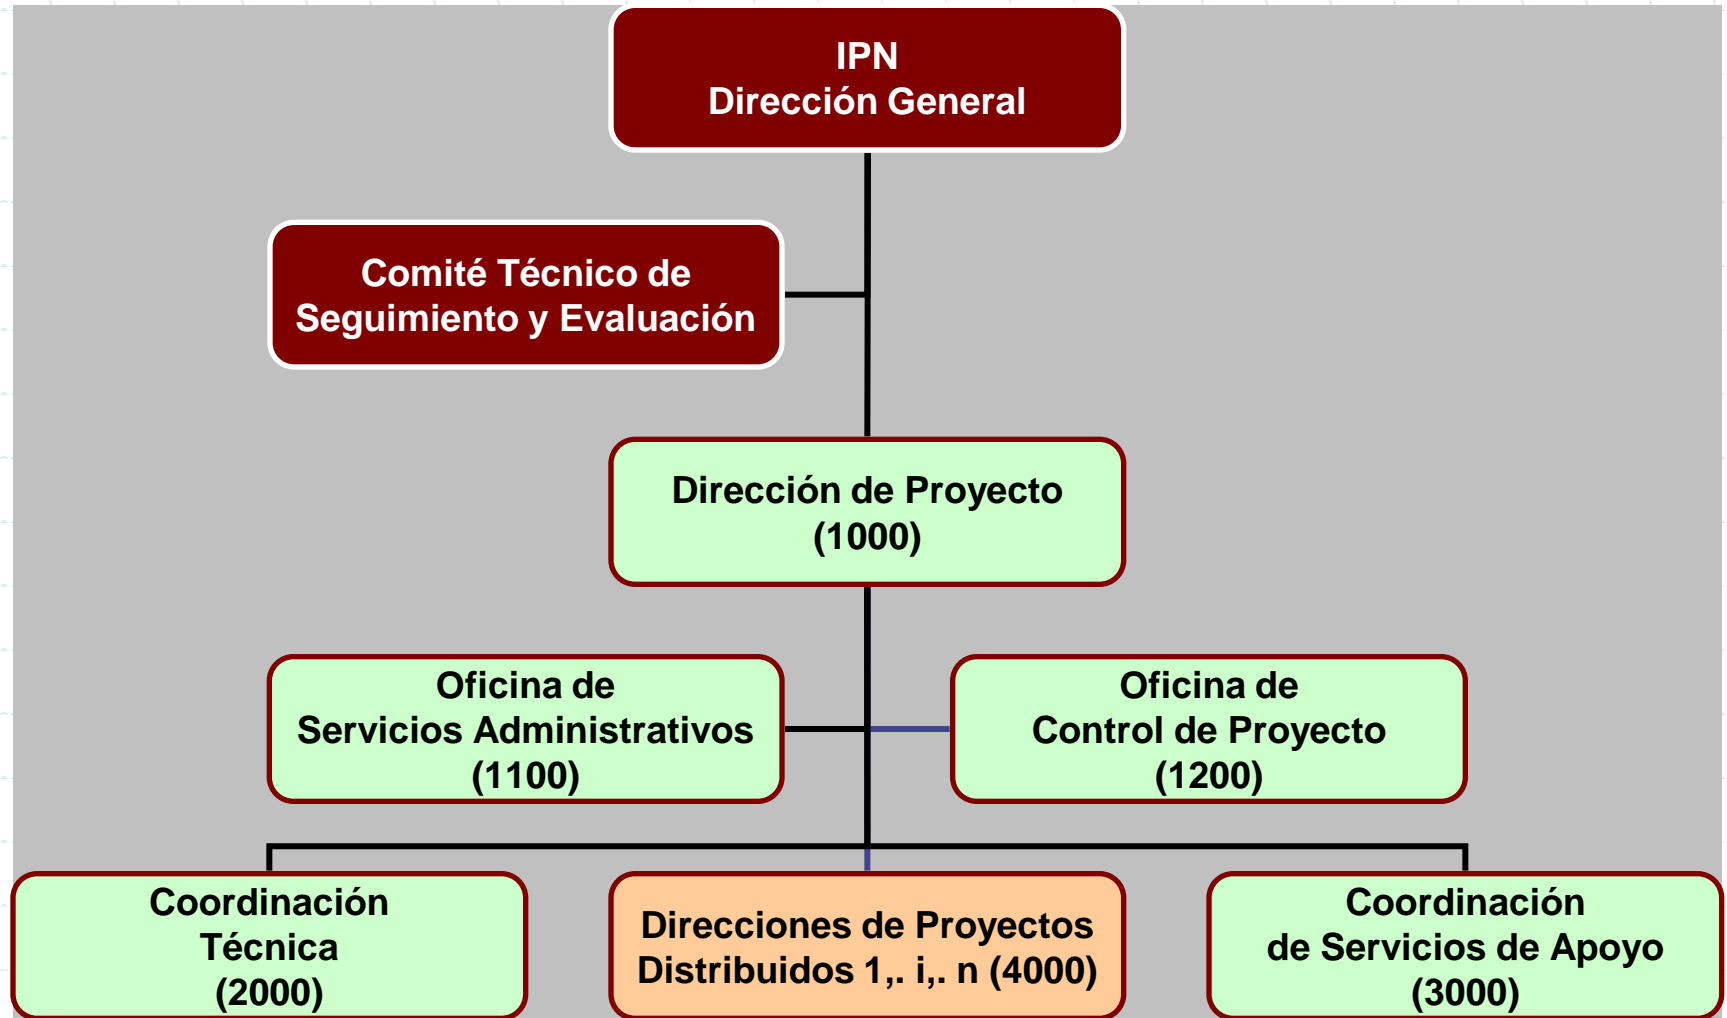 IPN
Dirección General
Comité Técnico de
Seguimiento y Evaluación
Dirección de Proyecto
(1000)
Oficina de
Servicios Administrativos
(1100)
Oficina de
Control de Proyecto
(1200)
Coordinación
Técnica
(2000)
Direcciones de Proyectos
Distribuidos 1,. i,. n (4000)
Coordinación
de Servicios de Apoyo
(3000)